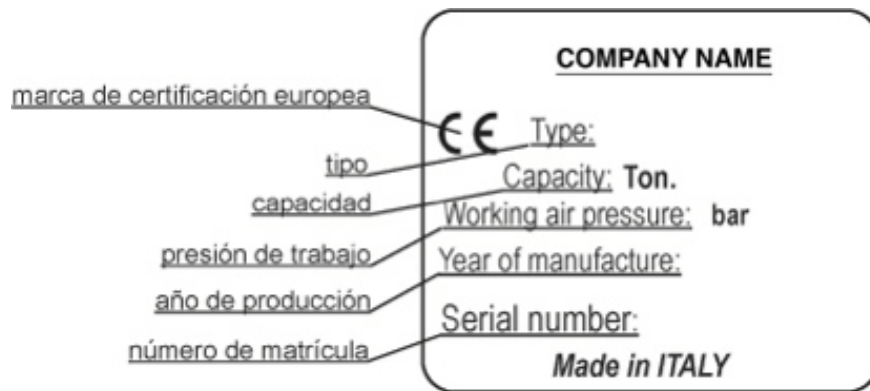 COMPANY NAME
marca de certificación europea
CE Type:
tipo
Capacity: Ton.
capacidad
Working air pressure: bar
presión de trabajo
Year of manufacture:
año de producción
Serial number:
número de matrícula
Made in ITALY